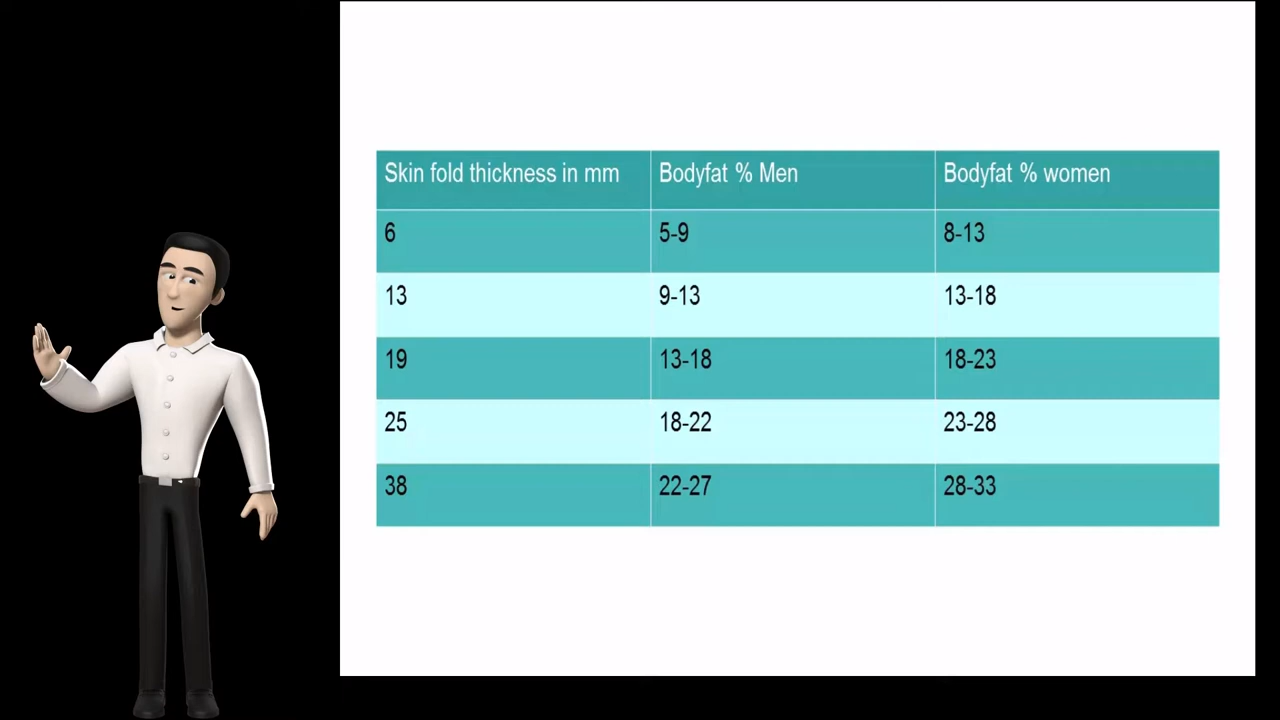 Skin fold thickness in mm Bodyfat % Men Bodyfat % women
6 5-9 8-13
13 9-13 13-18
19 13-18 18-23
25 18-22 23-28
38 22-27 28-33